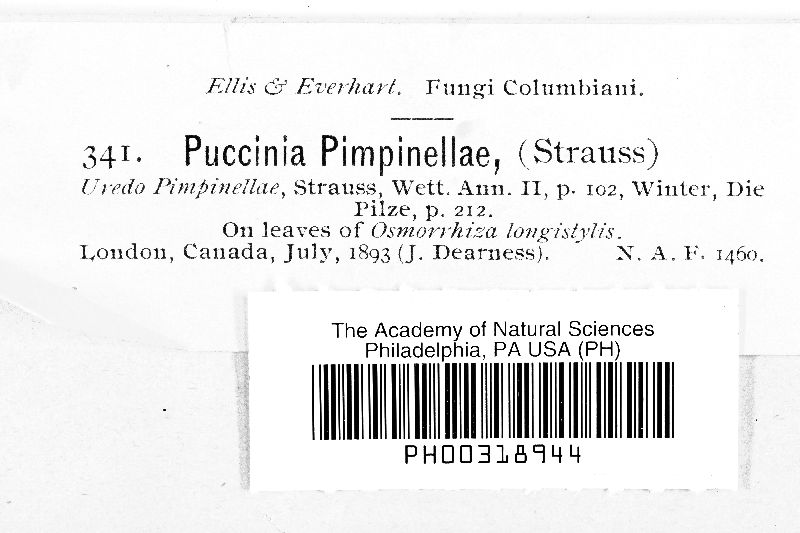 Ellis & Everhart. Fungi Columbiani.
341. Puccinia Pimpinellae, (Strauss)
Uredo Pimpinellae, Strauss, Wett. Ann. II, p. 102, Winter, Die
Pilze, p. 212.
On leaves of Osmorrhiza longistylis.
London, Canada, July, 1893 (J. Dearness). N. A. F. 1460.
The Academy of Natural Sciences
Philadelphia, PA USA (PH)
PH00318944